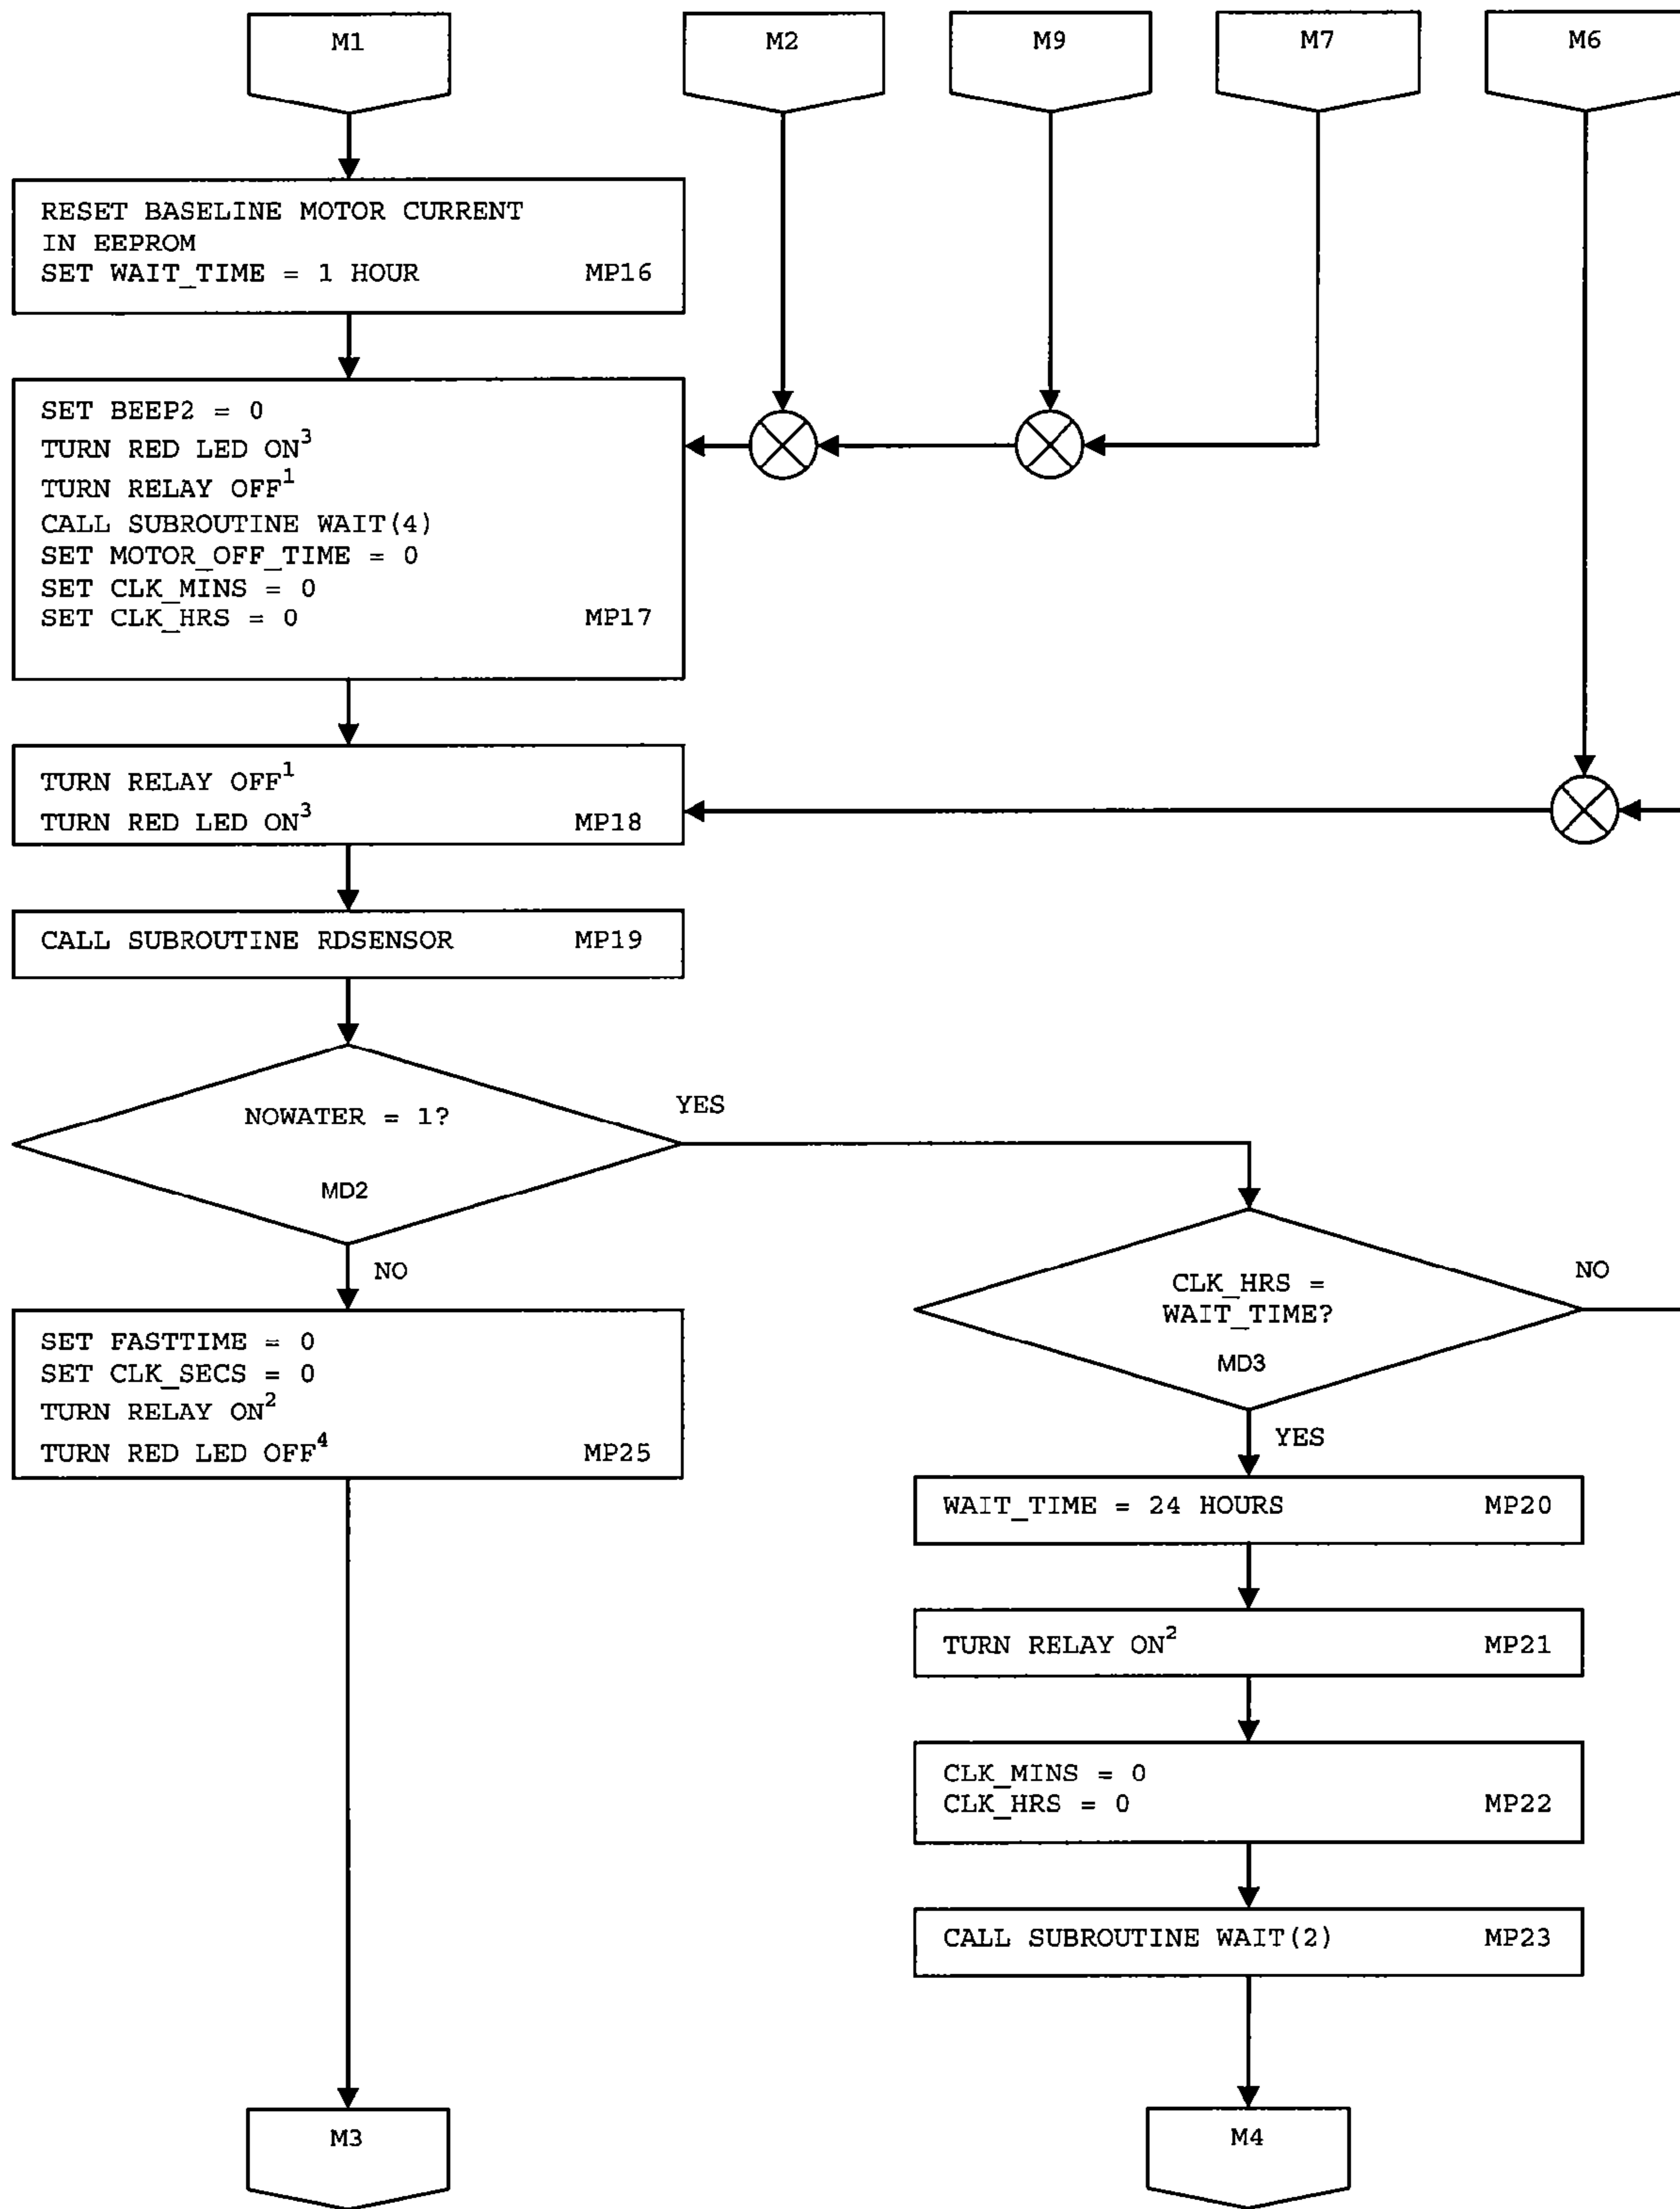 M1
M2
M9
M7
M6
RESET BASELINE MOTOR CURRENT
IN EEPROM
SET WAIT_TIME = 1 HOUR MP16
SET BEEP2 = 0
TURN RED LED ON³
TURN RELAY OFF¹
CALL SUBROUTINE WAIT(4)
SET MOTOR_OFF_TIME = 0
SET CLK_MINS = 0
SET CLK_HRS = 0 MP17
TURN RELAY OFF¹
TURN RED LED ON³ MP18
CALL SUBROUTINE RDSENSOR MP19
NOWATER = 1?
MD2
YES
NO
CLK_HRS =
WAIT_TIME?
MD3
NO
YES
SET FASTTIME = 0
SET CLK_SECS = 0
TURN RELAY ON²
TURN RED LED OFF⁴ MP25
WAIT_TIME = 24 HOURS MP20
TURN RELAY ON² MP21
CLK_MINS = 0
CLK_HRS = 0 MP22
CALL SUBROUTINE WAIT(2) MP23
M3
M4